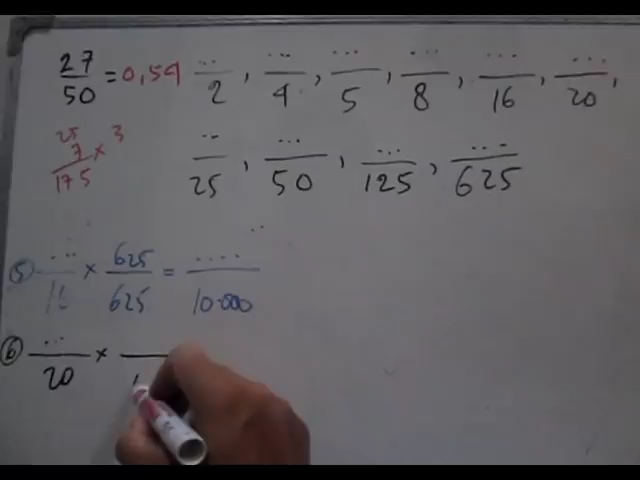 27/50 = 0,54 .../2, .../4, .../5, .../8, .../16, .../20,
25
7 × 3
175
.../25, .../50, .../125, .../625
⑤ .../16 × 625/625 = ..../10.000
⑥ .../20 ×